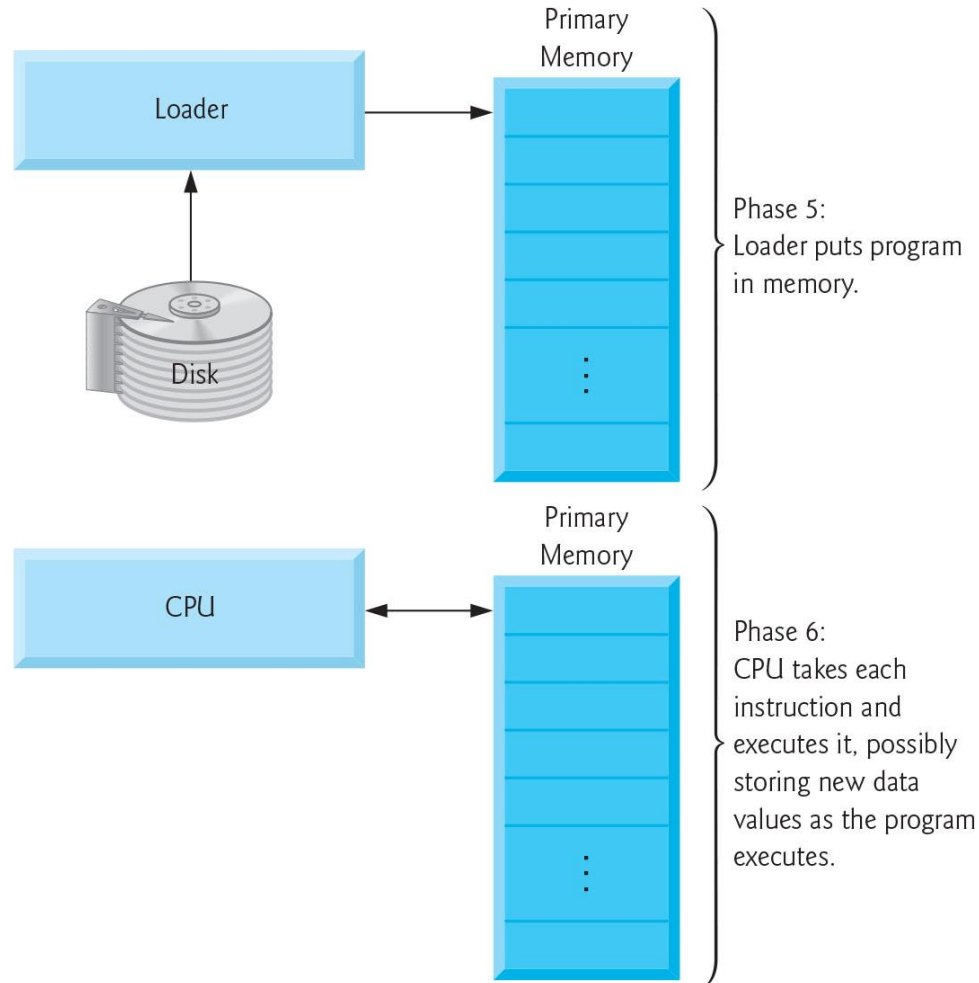 Primary
Memory
Loader
Disk
Phase 5:
Loader puts program
in memory.
Primary
Memory
CPU
Phase 6:
CPU takes each
instruction and
executes it, possibly
storing new data
values as the program
executes.